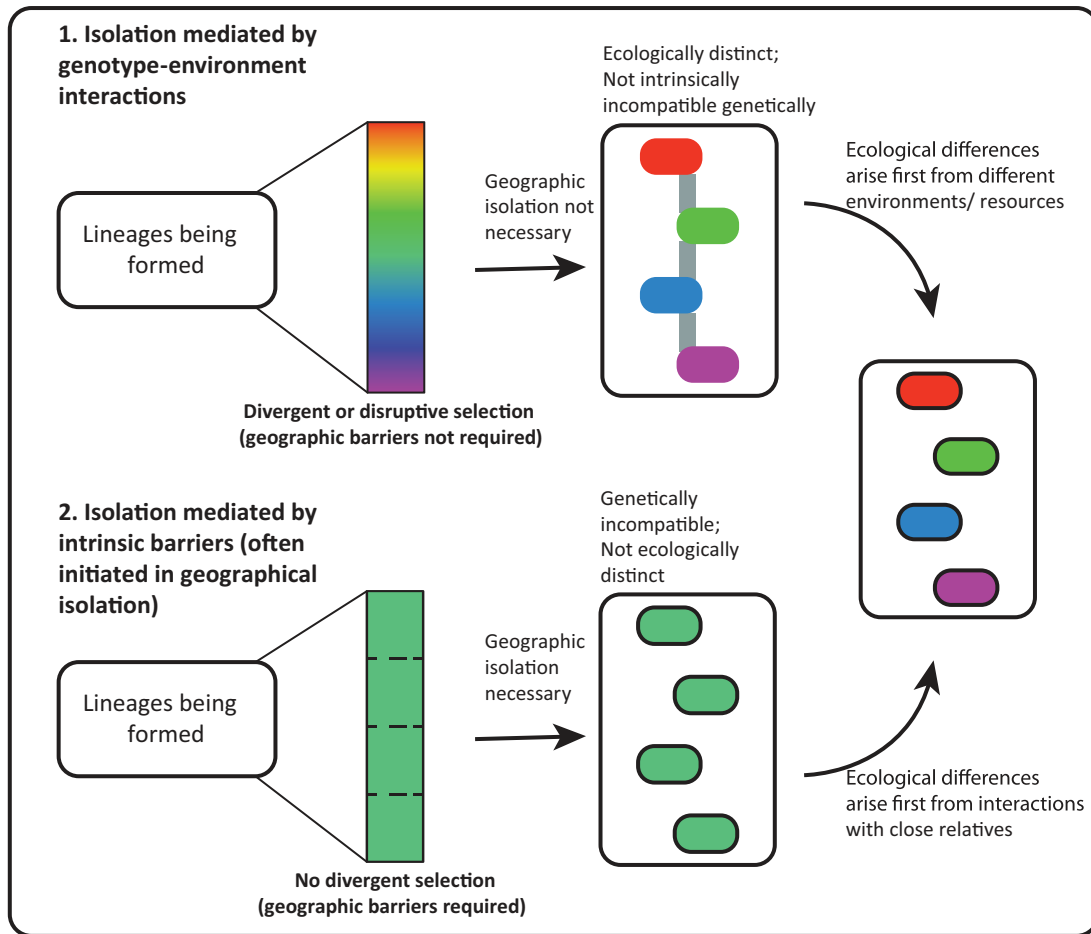 1. Isolation mediated by
genotype-environment
interactions
Lineages being
formed
Divergent or disruptive selection
(geographic barriers not required)
Geographic
isolation not
necessary
Ecologically distinct;
Not intrinsically
incompatible genetically
Ecological differences
arise first from different
environments/ resources
2. Isolation mediated by
intrinsic barriers (often
initiated in geographical
isolation)
Lineages being
formed
No divergent selection
(geographic barriers required)
Geographic
isolation
necessary
Genetically
incompatible;
Not ecologically
distinct
Ecological differences
arise first from interactions
with close relatives